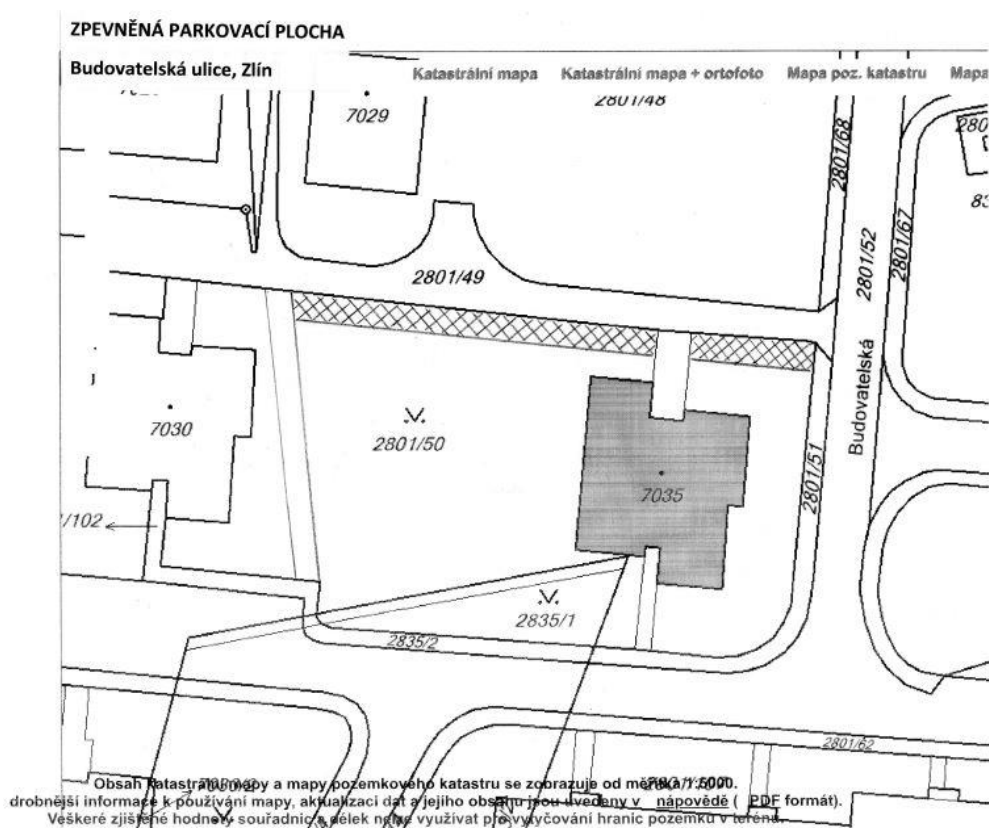 ZPEVNĚNÁ PARKOVACÍ PLOCHA
Budovatelská ulice, Zlín
Katastrální mapa Katastrální mapa + ortofoto Mapa poz. katastru Mapa
2801/48
7029
2801/68
2801/67
2801/52
2801/49
Budovatelská
7030
2801/50
7035
2801/51
/102
2835/1
2835/2
2801/62
Obsah katastrální mapy a mapy pozemkového katastru se zobrazuje od měřítka 1:5000.
drobnější informace k používání mapy, aktualizaci dat a jejího obsahu jsou uvedeny v nápovědě ( PDF formát).
Veškeré zjištěné hodnoty souřadnic a délek nelze využívat pro vytyčování hranic pozemků v terénu.